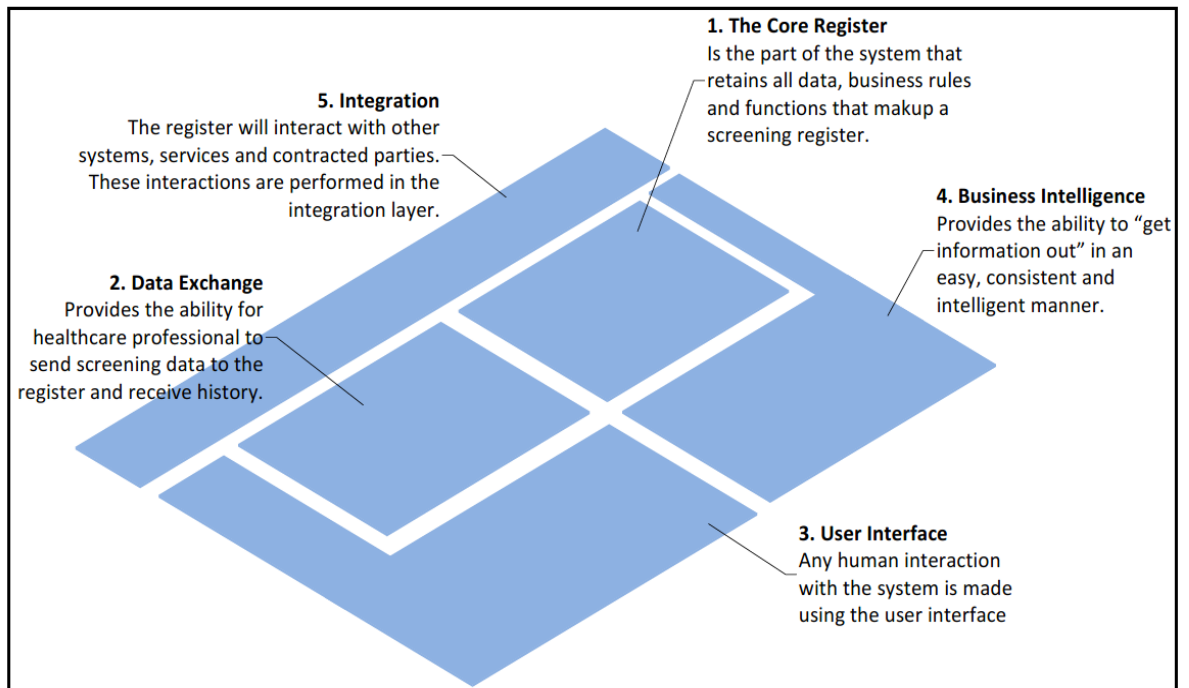 1. The Core Register
Is the part of the system that
retains all data, business rules
and functions that makup a
screening register.
5. Integration
The register will interact with other
systems, services and contracted parties.
These interactions are performed in the
integration layer.
4. Business Intelligence
Provides the ability to “get
information out” in an
easy, consistent and
intelligent manner.
2. Data Exchange
Provides the ability for
healthcare professional to
send screening data to the
register and receive history.
3. User Interface
Any human interaction
with the system is made
using the user interface